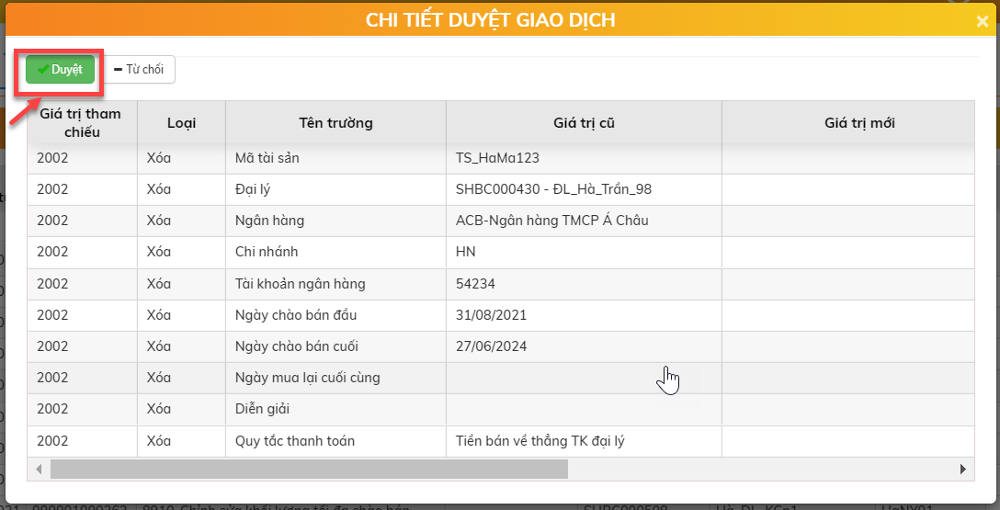 CHI TIẾT DUYỆT GIAO DỊCH
Duyệt
Từ chối
Giá trị tham chiếu Loại Tên trường Giá trị cũ Giá trị mới
2002 Xóa Mã tài sản TS_HaMa123
2002 Xóa Đại lý SHBC000430 - ĐL_Hà_Trần_98
2002 Xóa Ngân hàng ACB-Ngân hàng TMCP Á Châu
2002 Xóa Chi nhánh HN
2002 Xóa Tài khoản ngân hàng 54234
2002 Xóa Ngày chào bán đầu 31/08/2021
2002 Xóa Ngày chào bán cuối 27/06/2024
2002 Xóa Ngày mua lại cuối cùng
2002 Xóa Diễn giải
2002 Xóa Quy tắc thanh toán Tiền bán về thẳng TK đại lý